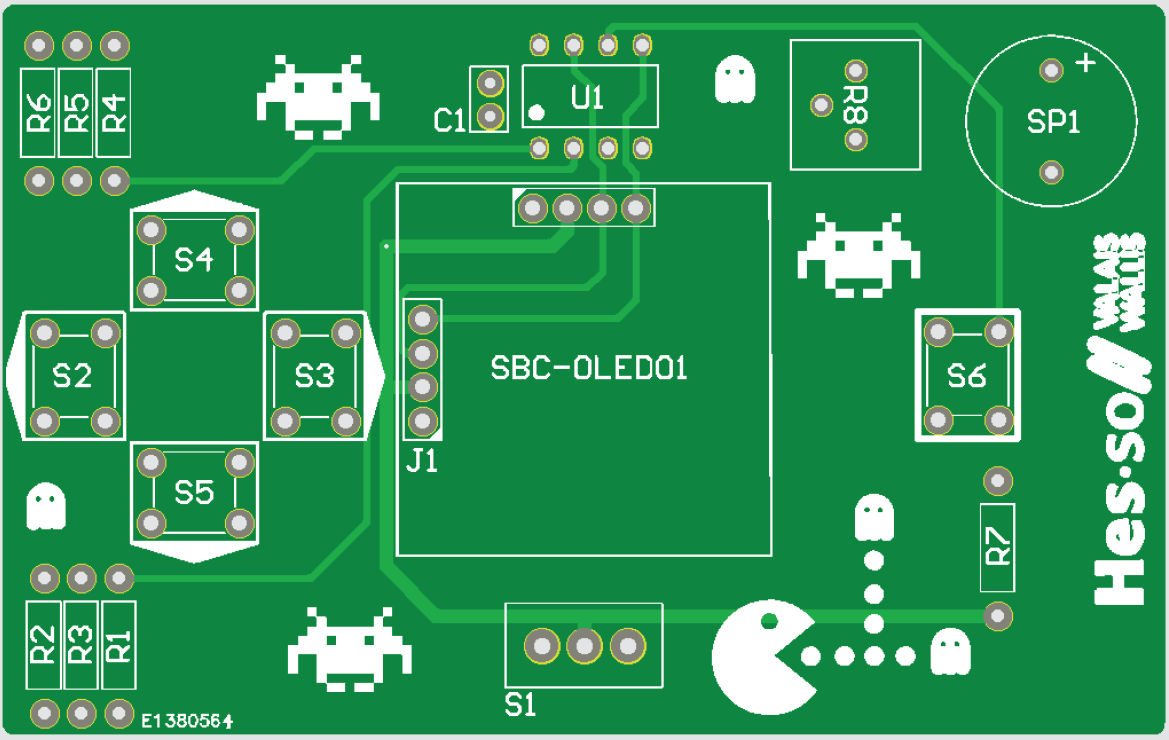 R6
R5
R4
C1
U1
R8
+
SP1
S4
S2
S3
SBC-OLED01
S6
VALAIS
WALLIS
Hes·so
J1
S5
R7
R2
R3
R1
S1
E1380564